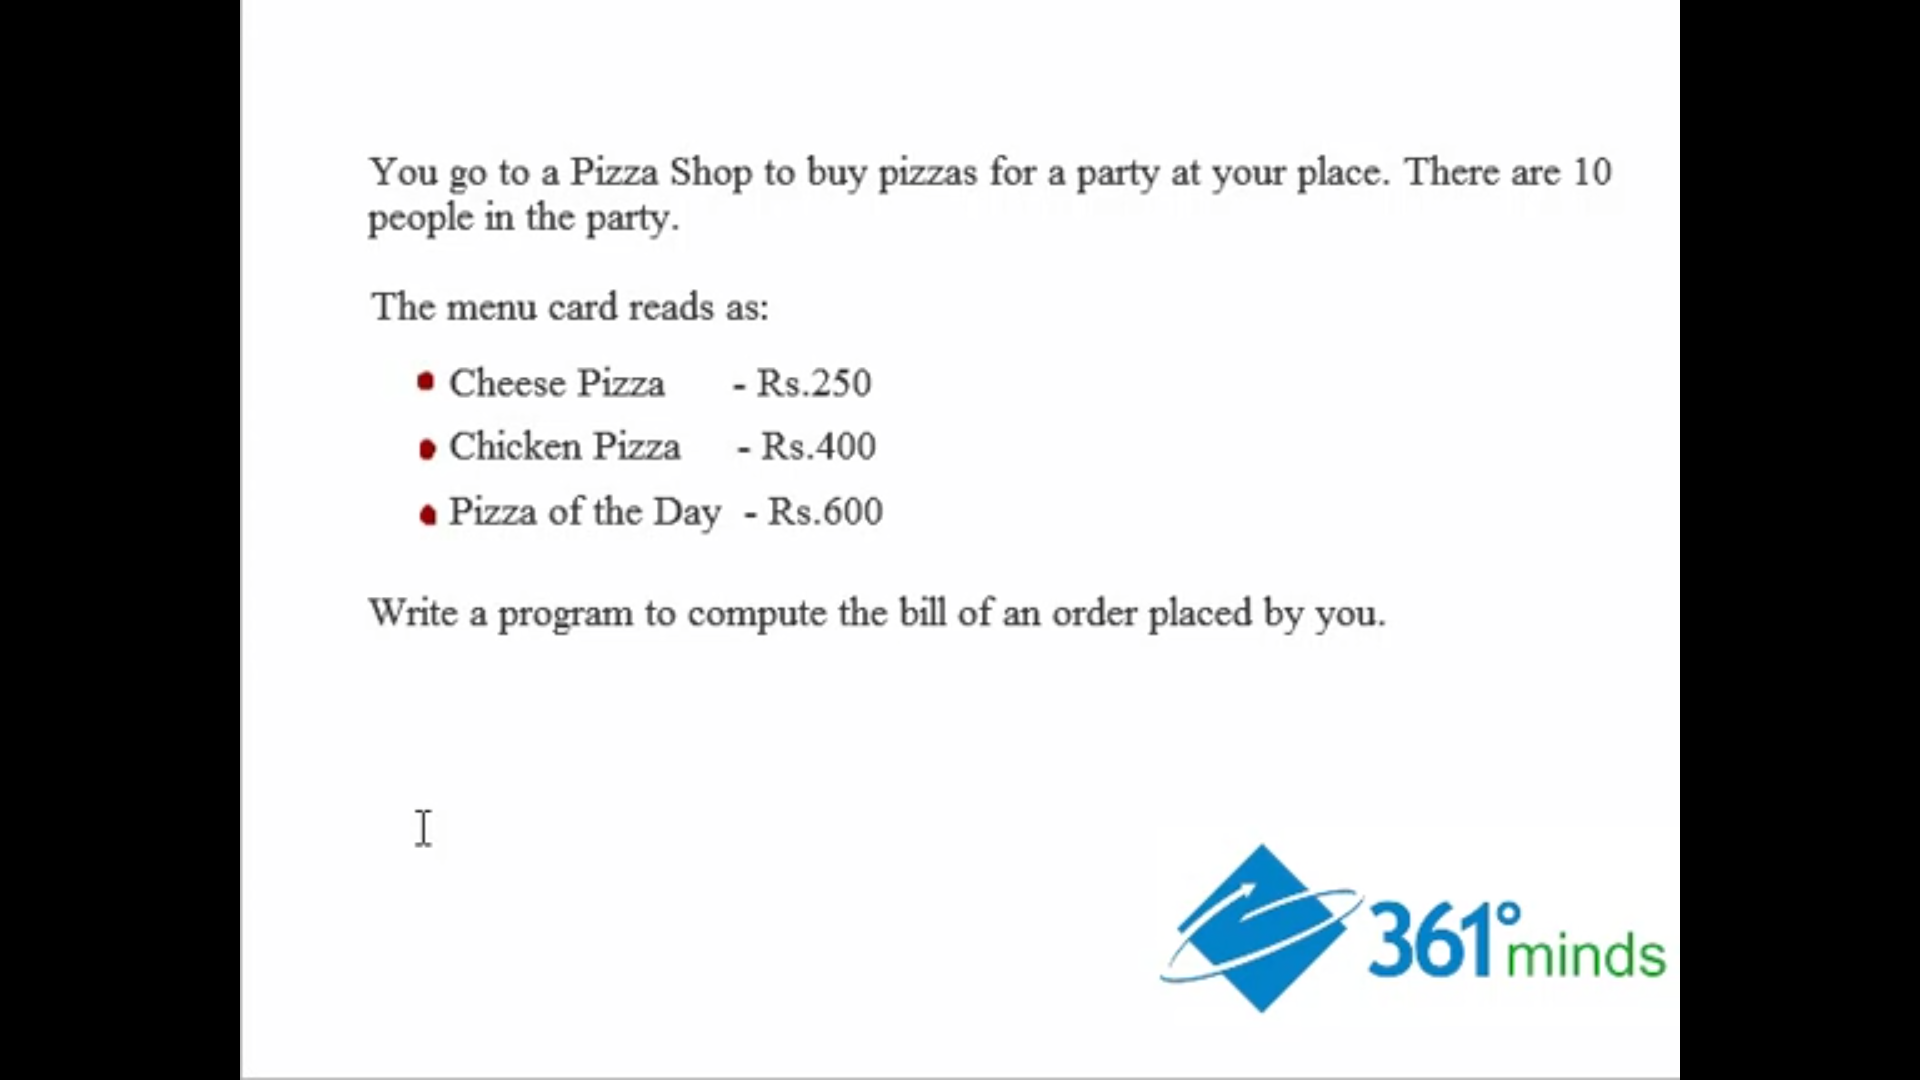 You go to a Pizza Shop to buy pizzas for a party at your place. There are 10
people in the party.
The menu card reads as:
Cheese Pizza - Rs.250
Chicken Pizza - Rs.400
Pizza of the Day - Rs.600
Write a program to compute the bill of an order placed by you.
361°minds